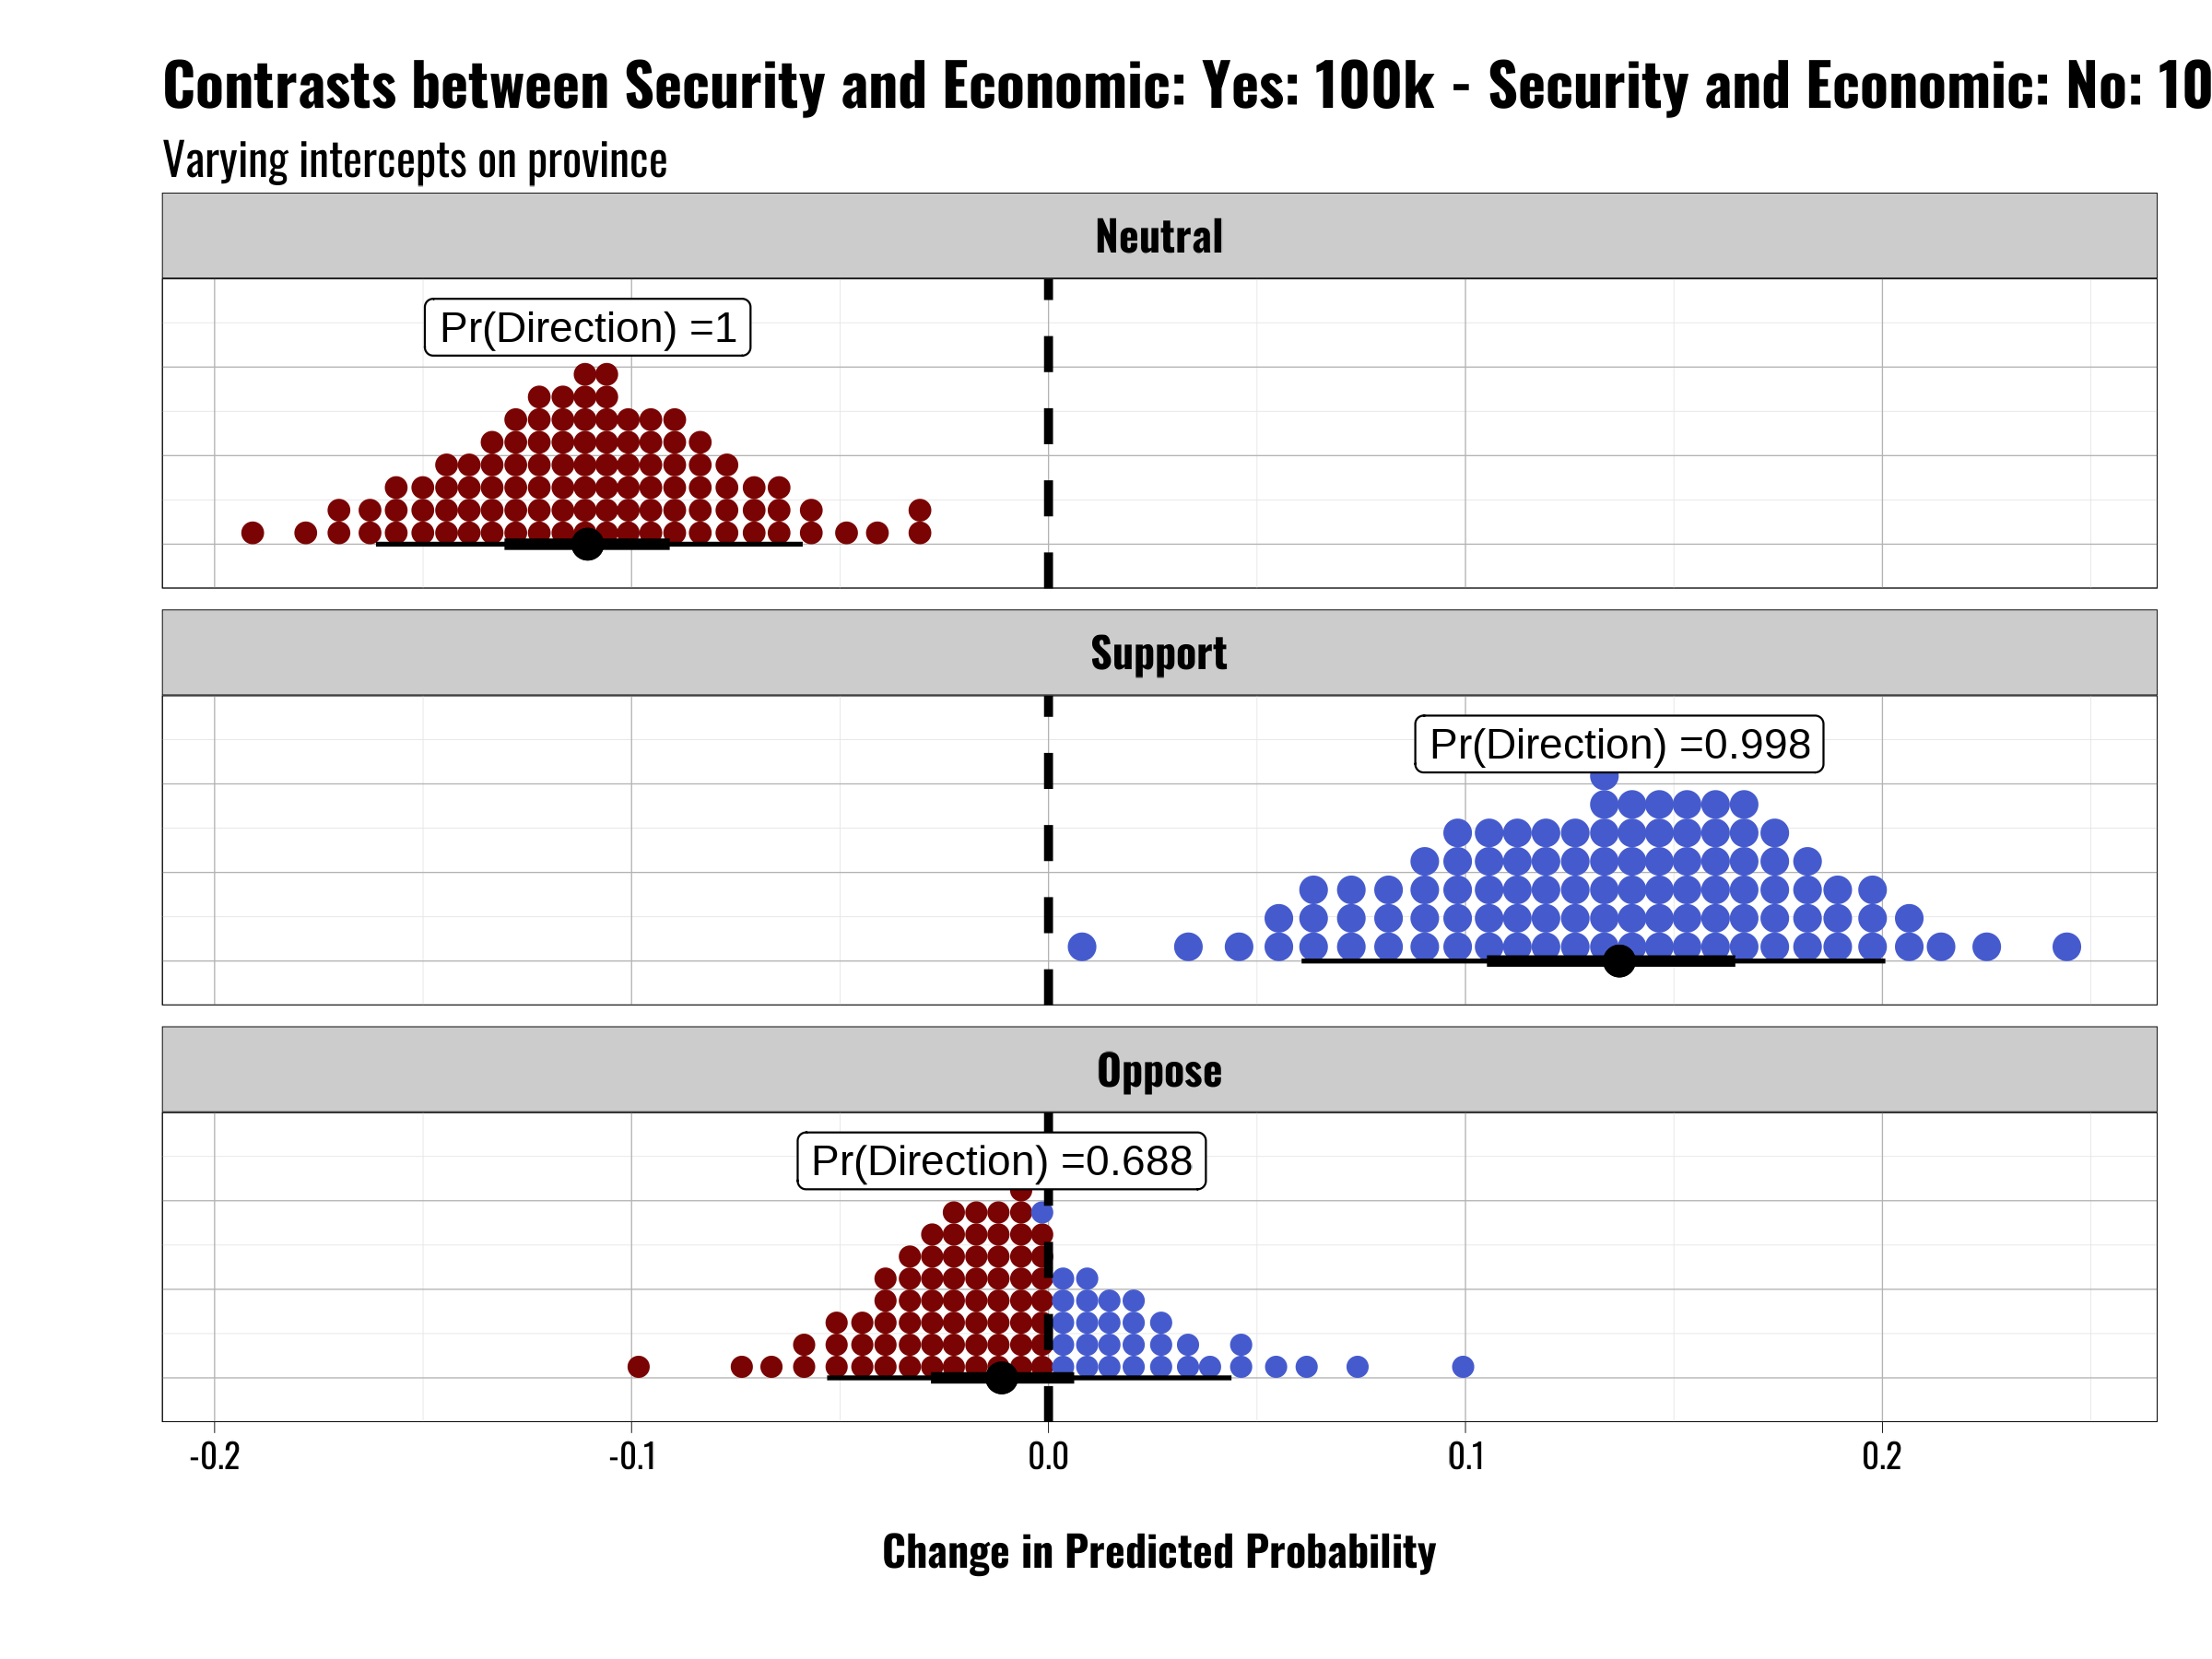 Contrasts between Security and Economic: Yes: 100k - Security and Economic: No: 10
Varying intercepts on province
Neutral
Pr(Direction) =1
Support
Pr(Direction) =0.998
Oppose
Pr(Direction) =0.688
-0.2 -0.1 0.0 0.1 0.2
Change in Predicted Probability